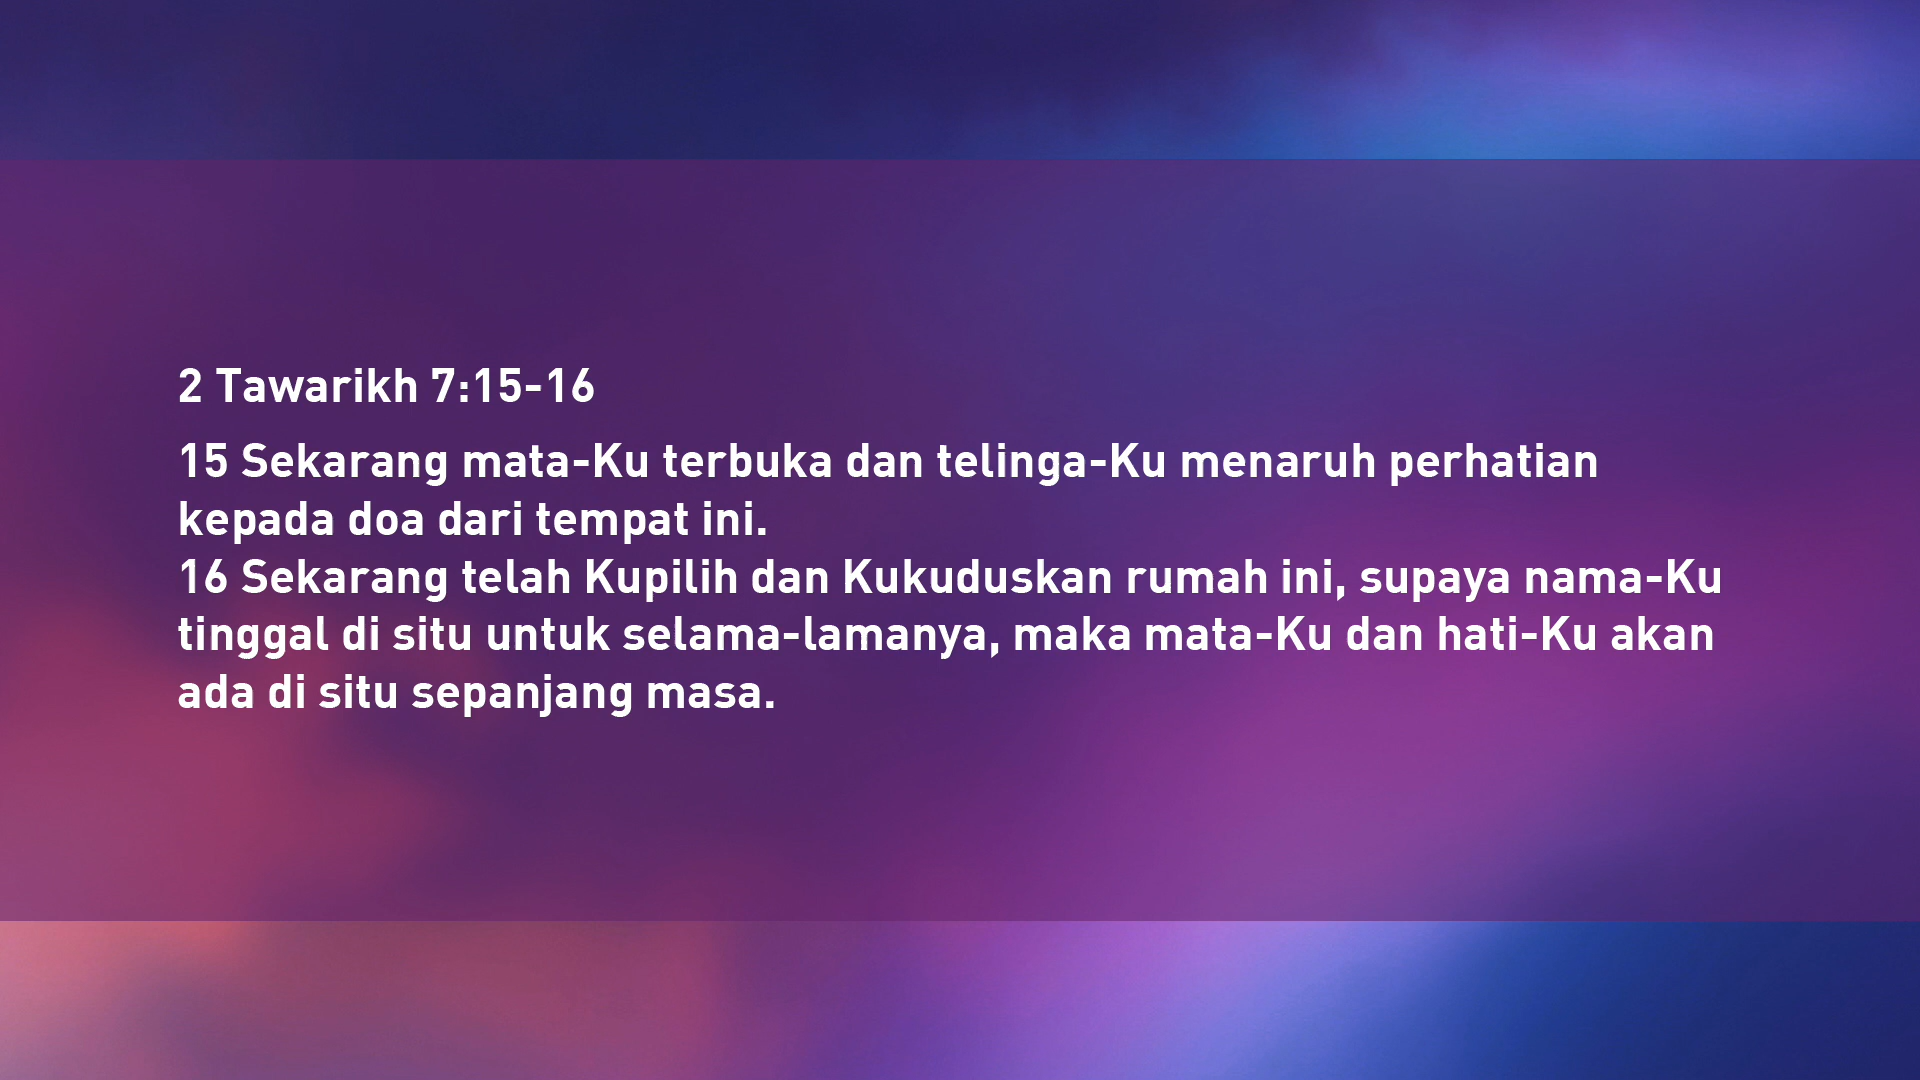 2 Tawarikh 7:15-16
15 Sekarang mata-Ku terbuka dan telinga-Ku menaruh perhatian
kepada doa dari tempat ini.
16 Sekarang telah Kupilih dan Kukuduskan rumah ini, supaya nama-Ku
tinggal di situ untuk selama-lamanya, maka mata-Ku dan hati-Ku akan
ada di situ sepanjang masa.